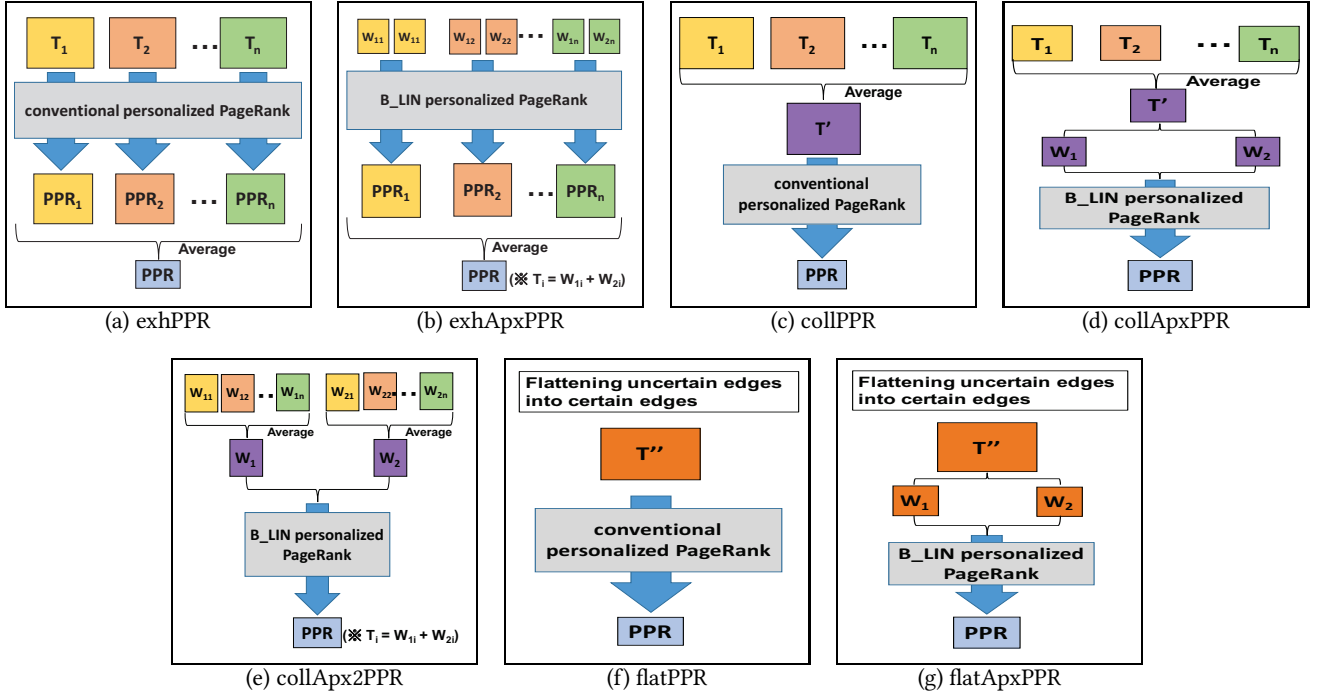 T₁ T₂ ... Tₙ
conventional personalized PageRank
PPR₁ PPR₂ ... PPRₙ
Average
PPR
(a) exhPPR
W₁₁ W₁₁ W₁₂ W₂₂ ... W₁ₙ W₂ₙ
B_LIN personalized PageRank
PPR₁ PPR₂ ... PPRₙ
Average
PPR (※ Tᵢ = W₁ᵢ + W₂ᵢ)
(b) exhApxPPR
T₁ T₂ ... Tₙ
Average
T'
conventional
personalized PageRank
PPR
(c) collPPR
T₁ T₂ ... Tₙ
Average
T'
W₁ W₂
B_LIN personalized
PageRank
PPR
(d) collApxPPR
W₁₁ W₁₂ .. W₁ₙ W₂₁ W₂₂ ... W₂ₙ
Average Average
W₁ W₂
B_LIN personalized
PageRank
PPR (※ Tᵢ = W₁ᵢ + W₂ᵢ)
(e) collApx2PPR
Flattening uncertain edges
into certain edges
T′′
conventional
personalized PageRank
PPR
(f) flatPPR
Flattening uncertain edges
into certain edges
T′′
W₁ W₂
B_LIN personalized
PageRank
PPR
(g) flatApxPPR